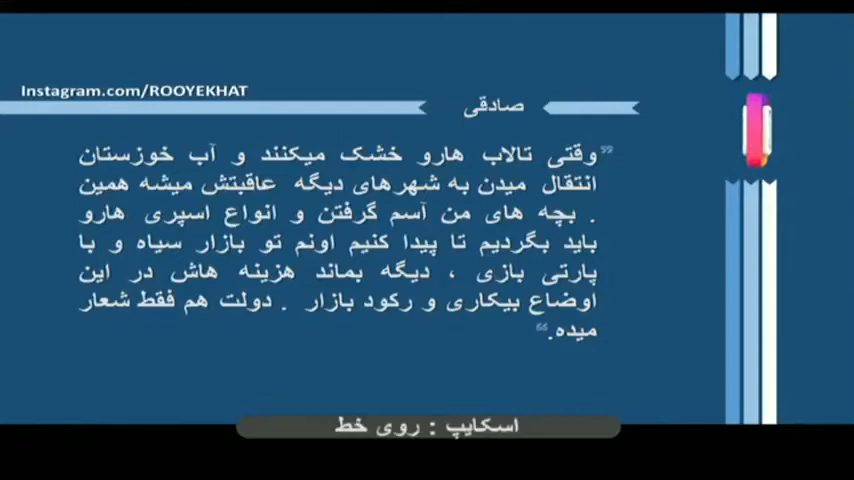 Instagram.com/ROOYEKHAT
صادقی
"وقتی تالاب هارو خشک میکنند و آب خوزستان
انتقال میدن به شهرهای دیگه عاقبتش میشه همین
. بچه های من آسم گرفتن و انواع اسپری هارو
باید بگردیم تا پیدا کنیم اونم تو بازار سیاه و با
پارتی بازی ، دیگه بماند هزینه هاش در این
اوضاع بیکاری و رکود بازار . دولت هم فقط شعار
میده."
اسکایپ : روی خط